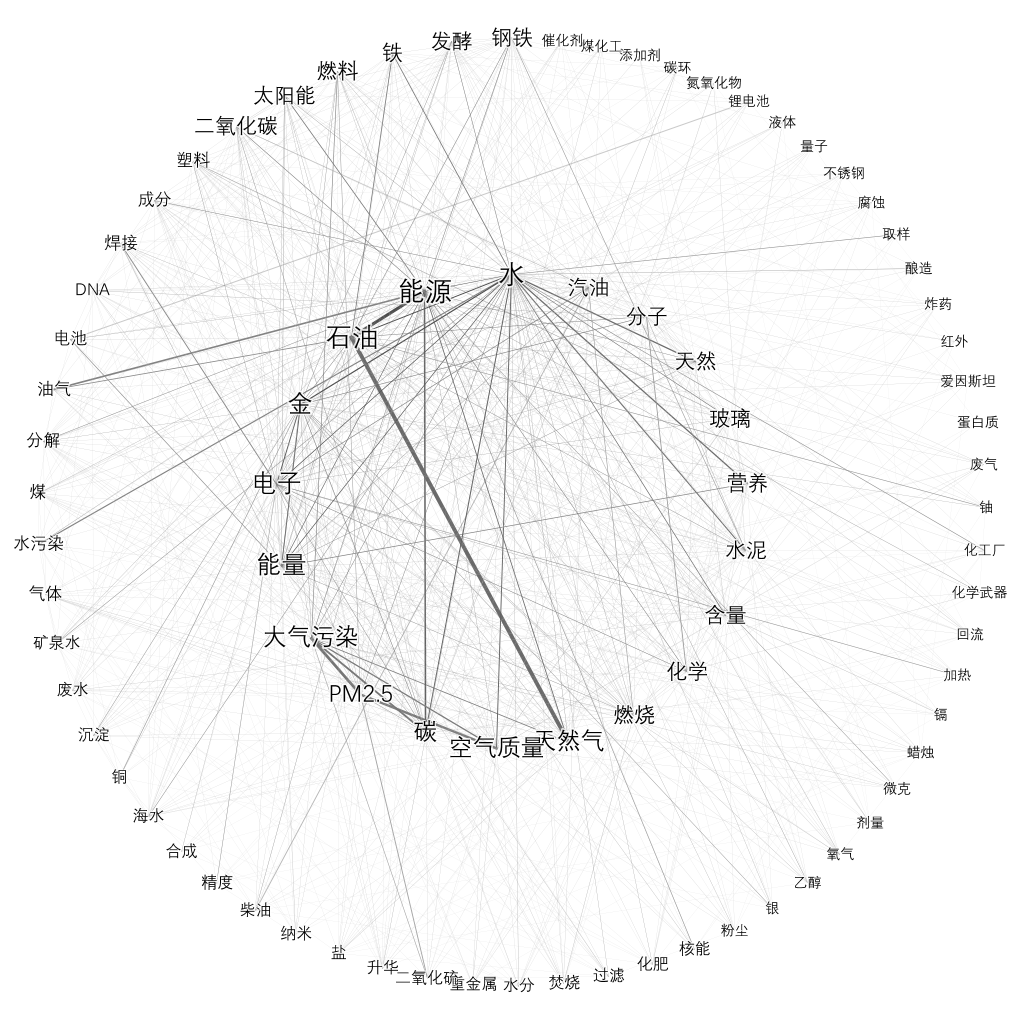 钢铁
催化剂
煤化工
添加剂
碳环
氮氧化物
锂电池
液体
量子
不锈钢
腐蚀
取样
酿造
炸药
红外
爱因斯坦
蛋白质
废气
铀
化工厂
化学武器
回流
加热
镉
蜡烛
微克
剂量
氧气
乙醇
银
粉尘
核能
化肥
过滤
焚烧
水分
重金属
二氧化硫
升华
盐
纳米
柴油
精度
合成
海水
铜
沉淀
废水
矿泉水
气体
水污染
煤
分解
油气
电池
DNA
焊接
成分
塑料
二氧化碳
太阳能
燃料
铁
发酵
水
汽油
分子
天然
玻璃
营养
水泥
含量
化学
燃烧
天然气
空气质量
碳
PM2.5
大气污染
能量
电子
金
石油
能源